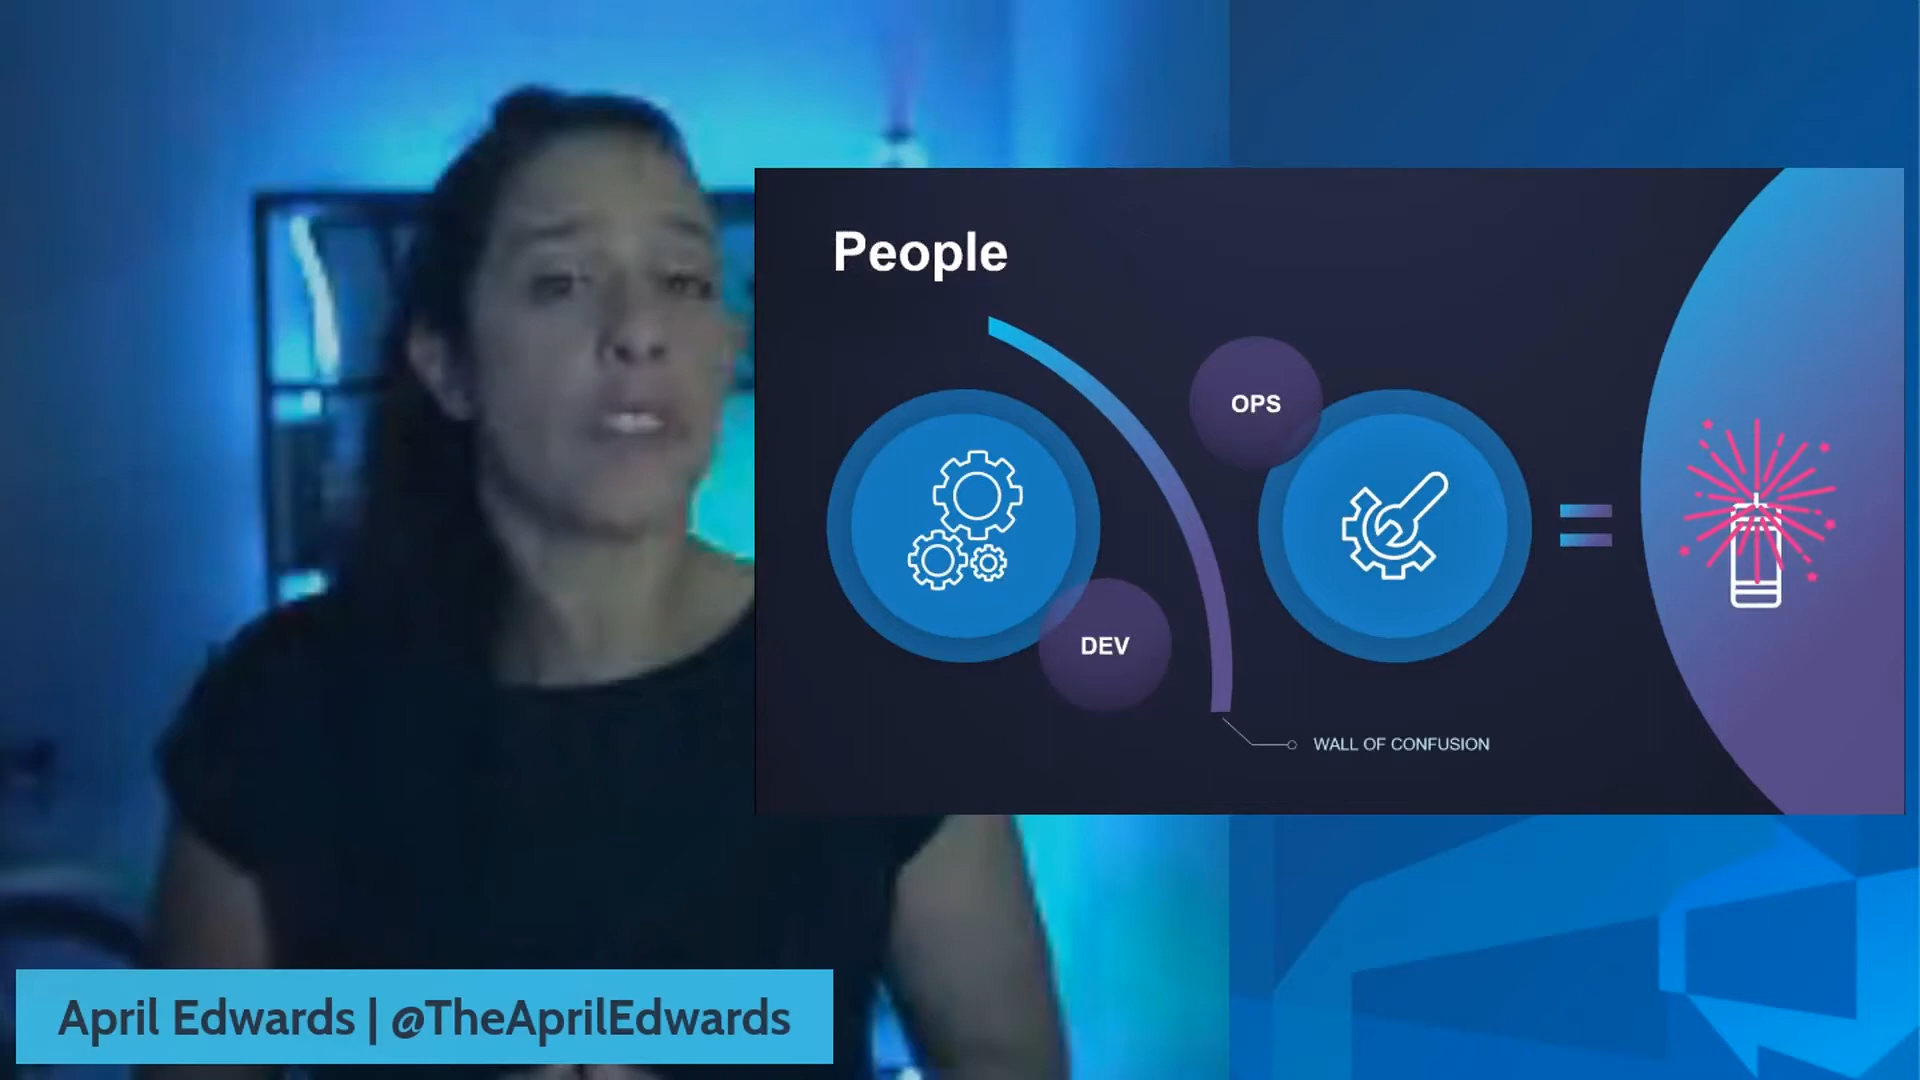 People
OPS
DEV
WALL OF CONFUSION
April Edwards | @TheAprilEdwards